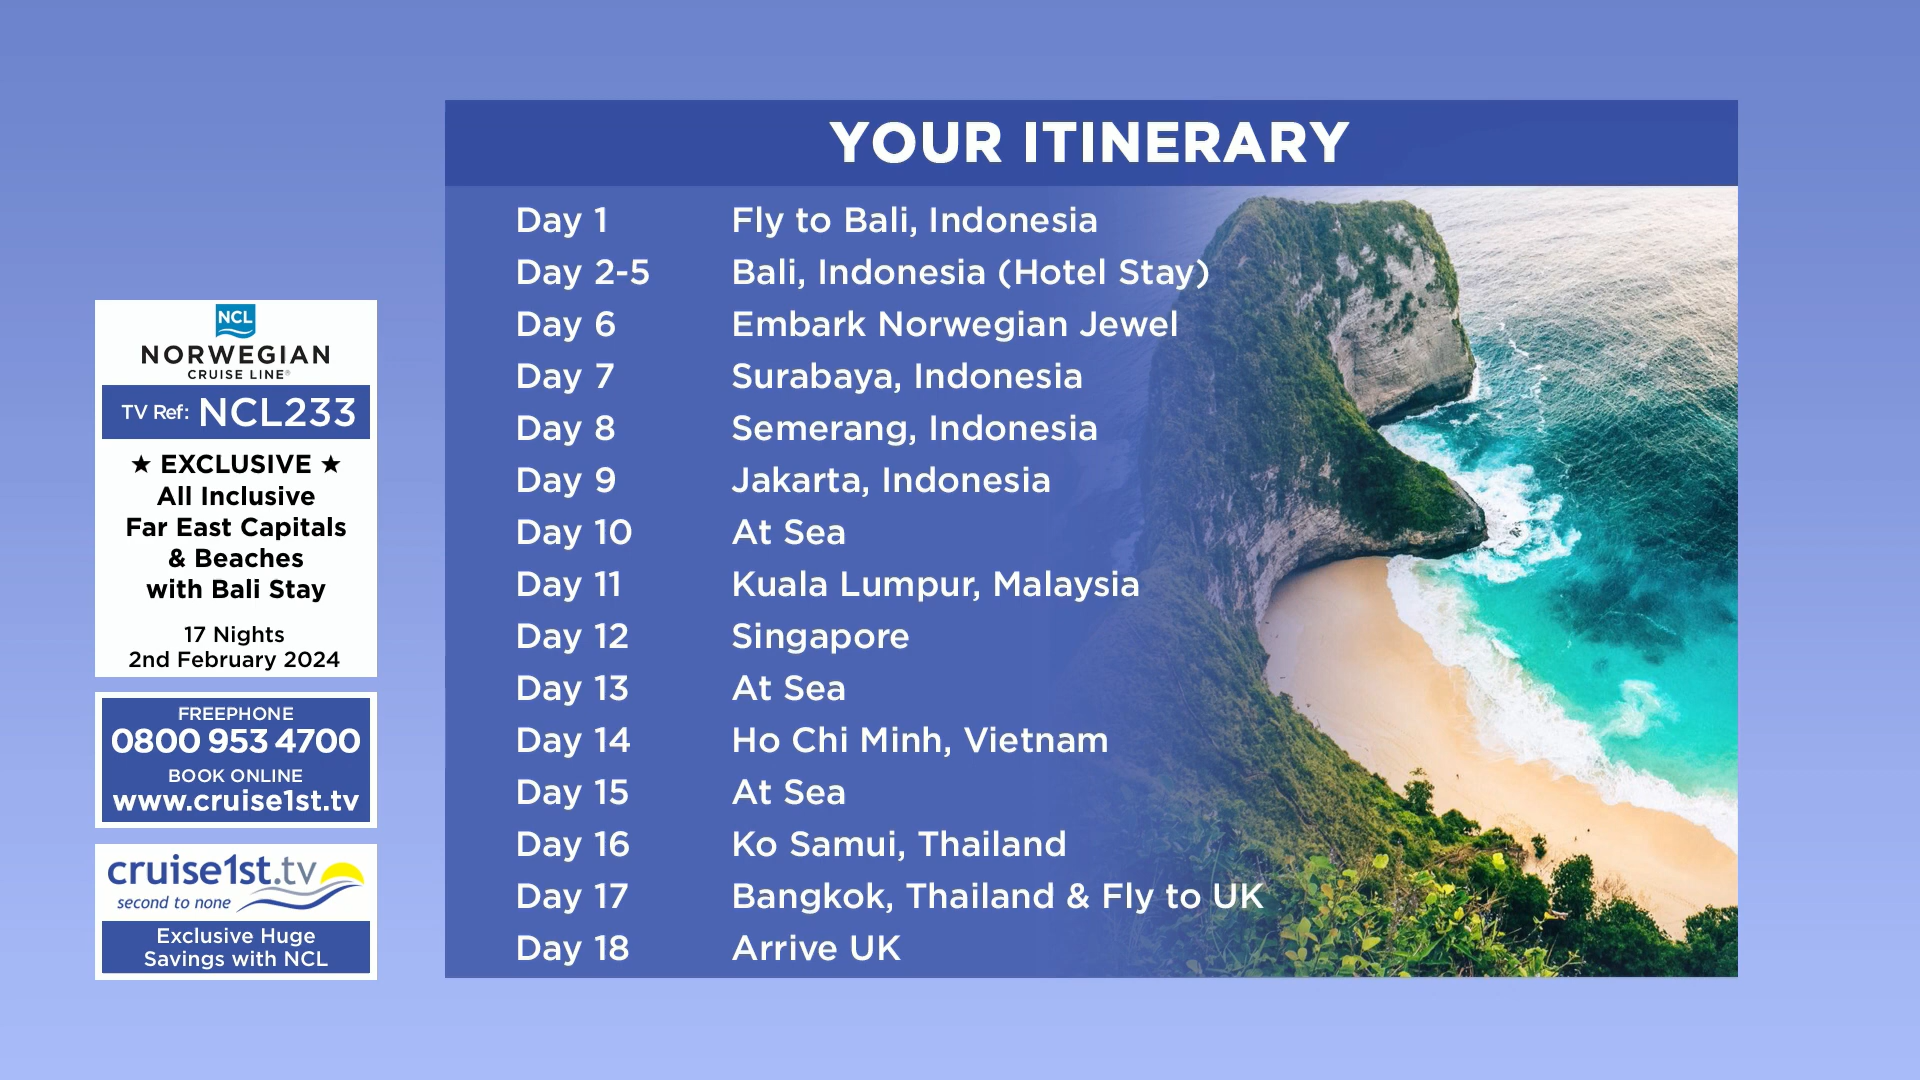 YOUR ITINERARY
Day 1 Fly to Bali, Indonesia
Day 2-5 Bali, Indonesia (Hotel Stay)
Day 6 Embark Norwegian Jewel
Day 7 Surabaya, Indonesia
Day 8 Semerang, Indonesia
Day 9 Jakarta, Indonesia
Day 10 At Sea
Day 11 Kuala Lumpur, Malaysia
Day 12 Singapore
Day 13 At Sea
Day 14 Ho Chi Minh, Vietnam
Day 15 At Sea
Day 16 Ko Samui, Thailand
Day 17 Bangkok, Thailand & Fly to UK
Day 18 Arrive UK
NCL
NORWEGIAN
CRUISE LINE®
TV Ref: NCL233
★ EXCLUSIVE ★
All Inclusive
Far East Capitals
& Beaches
with Bali Stay
17 Nights
2nd February 2024
FREEPHONE
0800 953 4700
BOOK ONLINE
www.cruise1st.tv
cruise1st.tv
second to none
Exclusive Huge
Savings with NCL